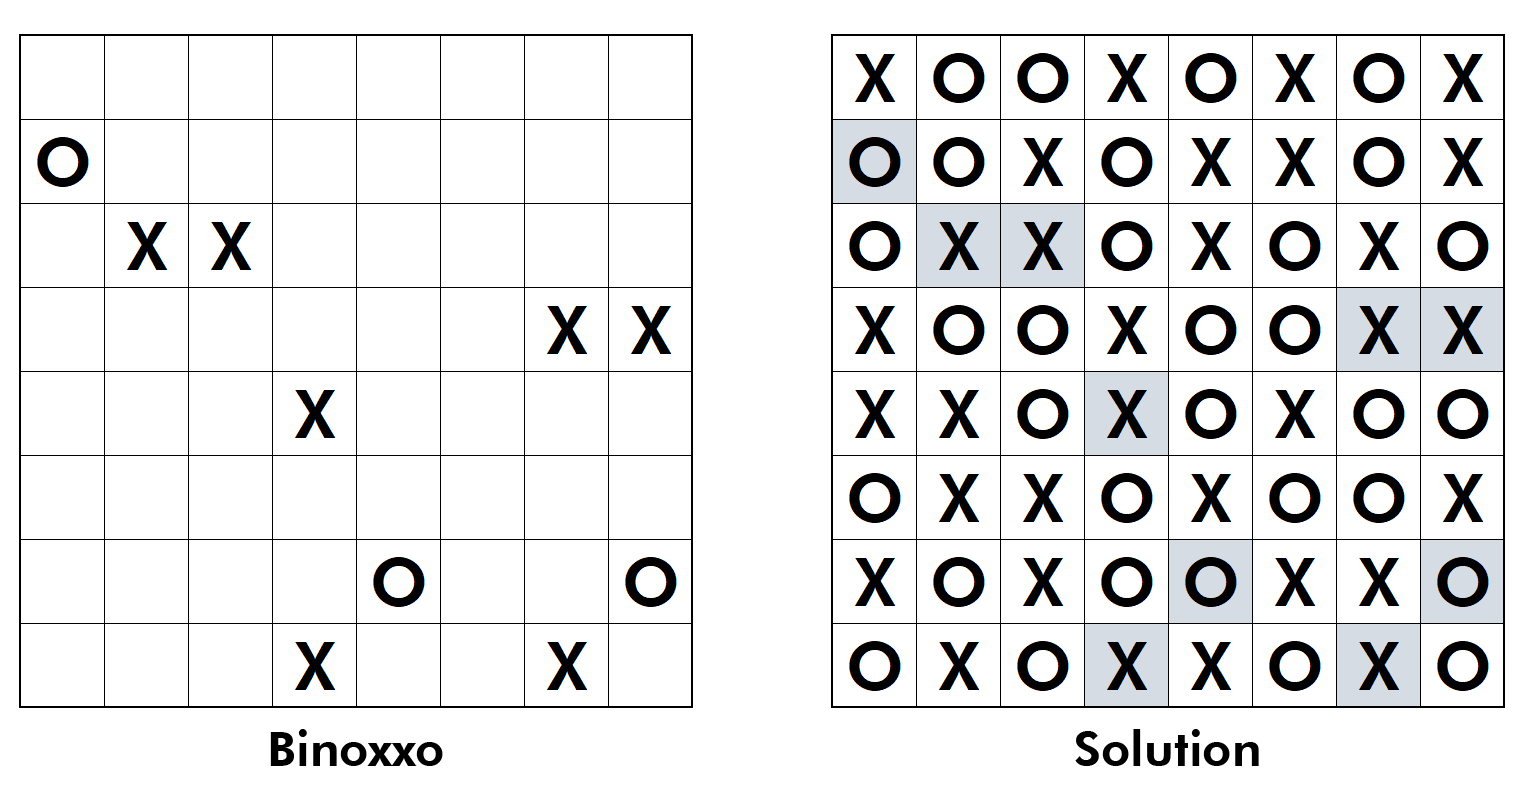 X O O X O X O X
O O O X O X X O X
X X O X X O X O X O
X X X O O X O O X X
X X X O X O X O O
O X X O X O O X
O O X O X O O X X O
X X O X O X X O X O
Binoxxo Solution